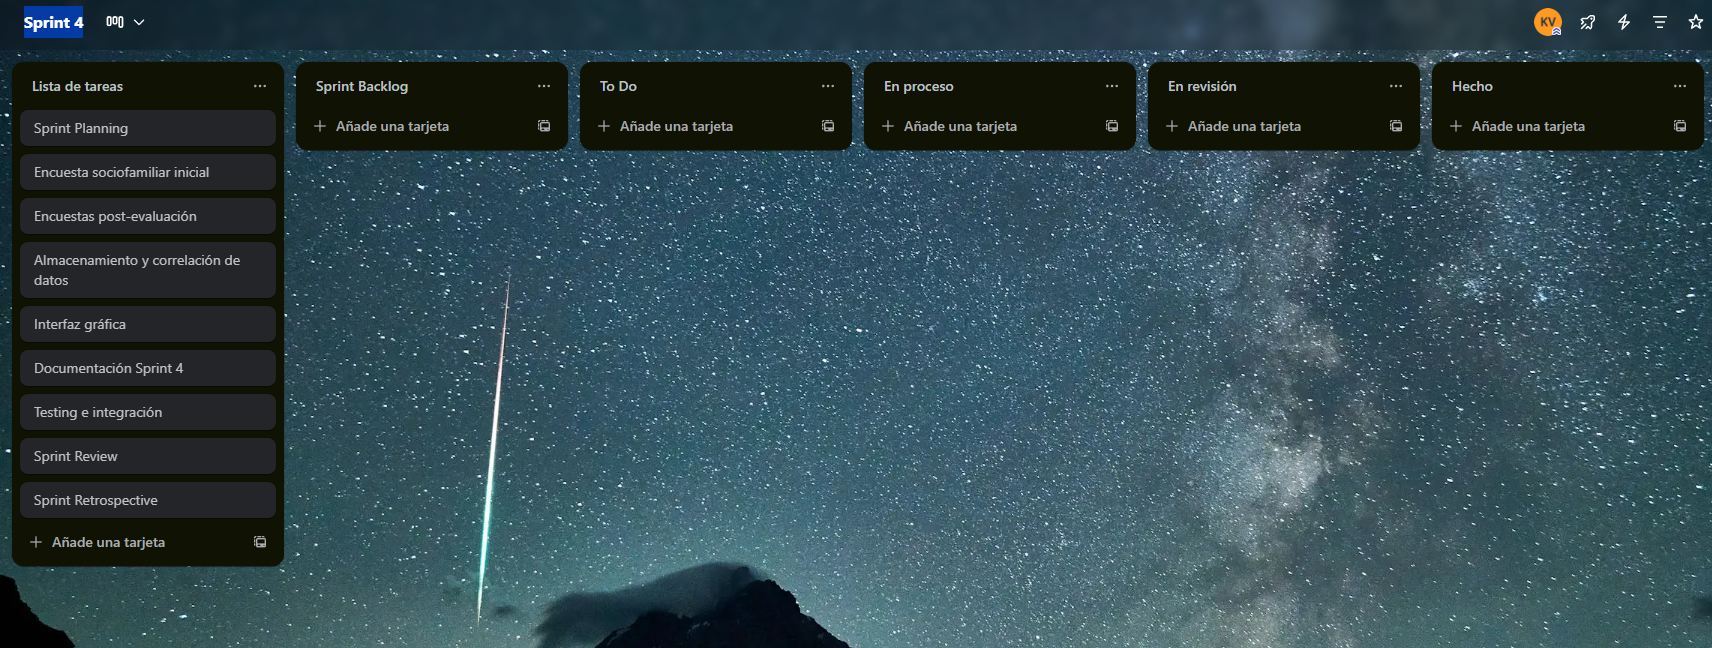 Sprint 4
KV
Lista de tareas
Sprint Planning
Encuesta sociofamiliar inicial
Encuestas post-evaluación
Almacenamiento y correlación de
datos
Interfaz gráfica
Documentación Sprint 4
Testing e integración
Sprint Review
Sprint Retrospective
Añade una tarjeta
Sprint Backlog
Añade una tarjeta
To Do
Añade una tarjeta
En proceso
Añade una tarjeta
En revisión
Añade una tarjeta
Hecho
Añade una tarjeta